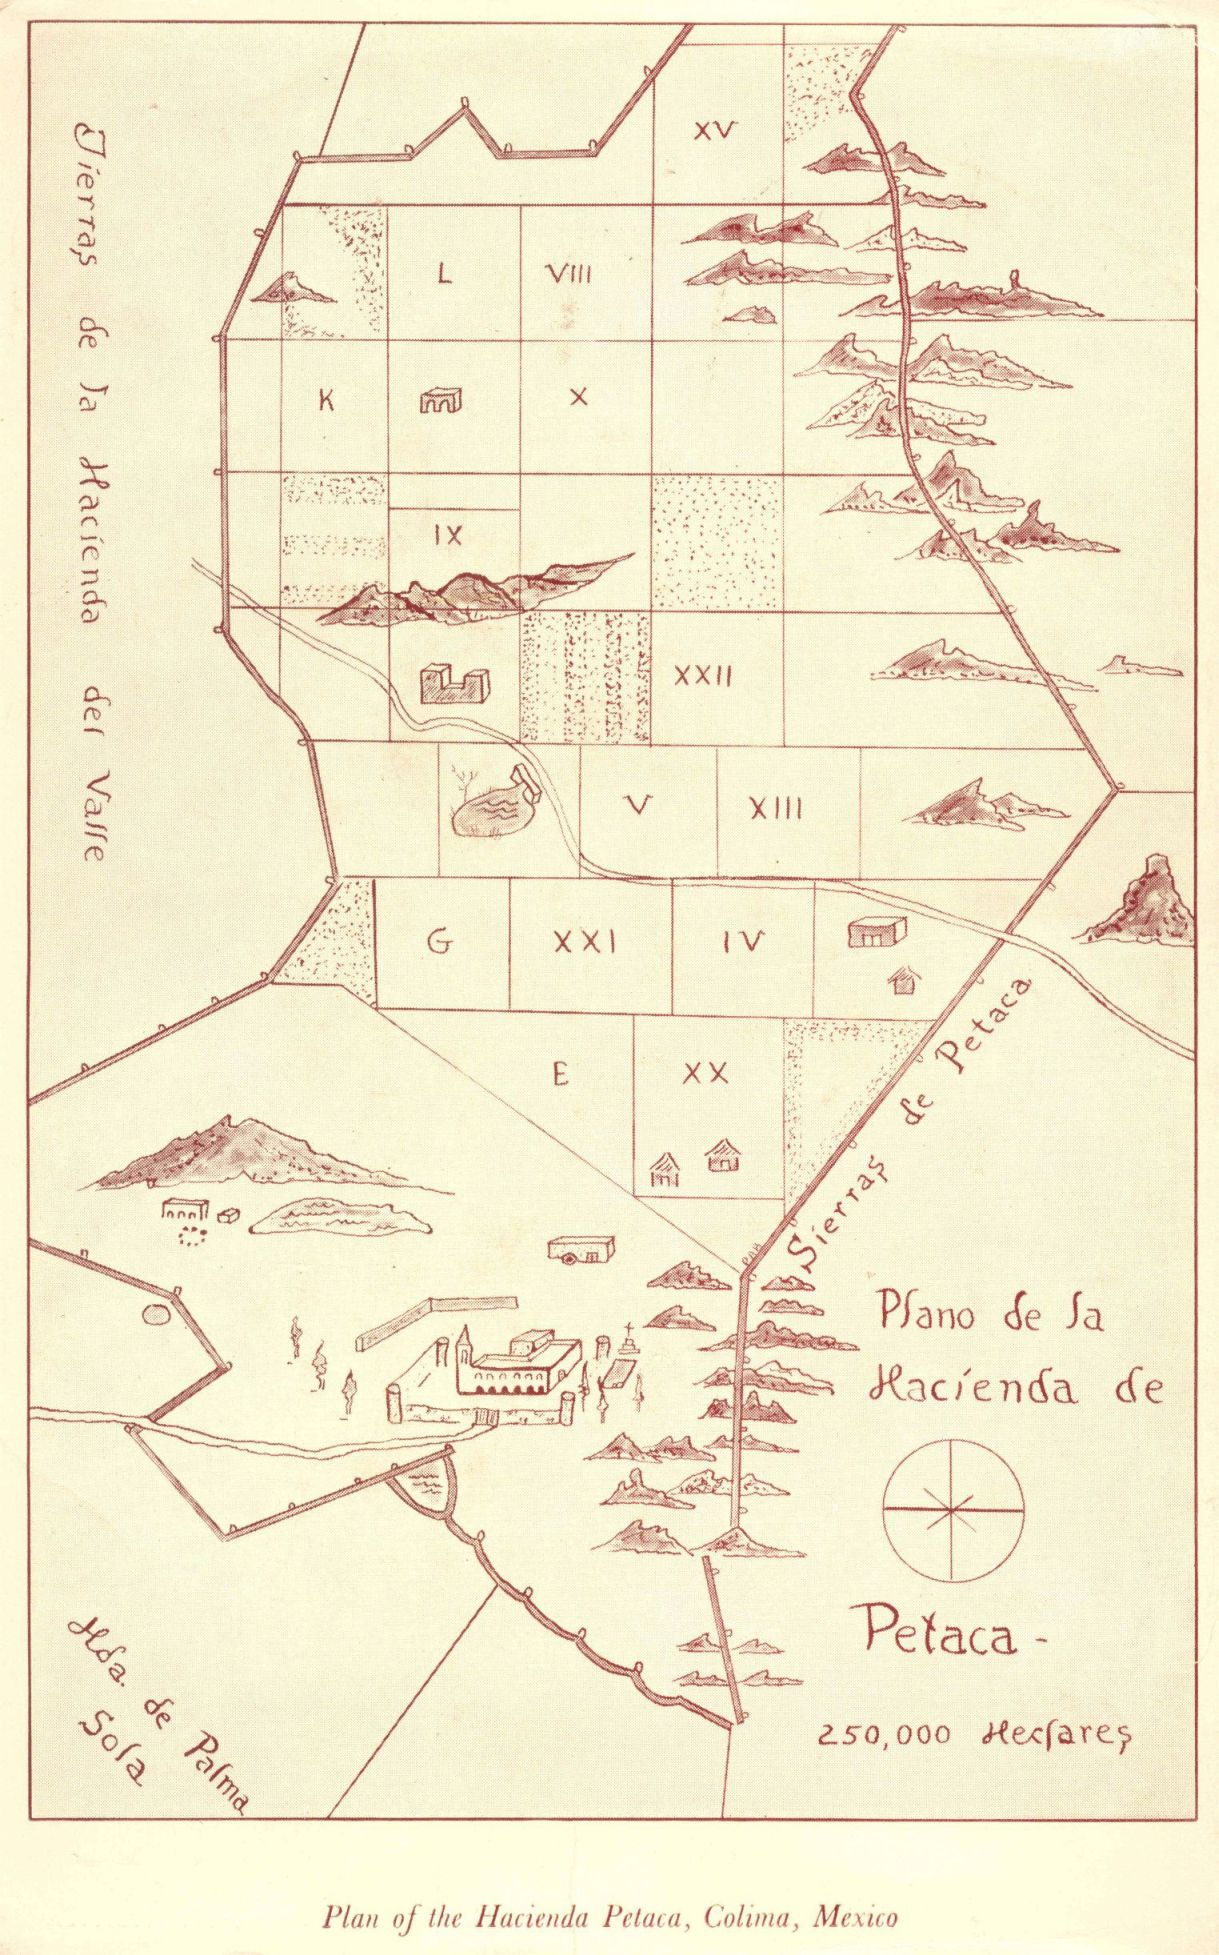 Tierras de la Hacienda del Valle
XV
L
VIII
K
X
IX
XXII
V
XIII
G
XXI
IV
E
XX
Sierras de Petaca
Plano de la
Hacienda de
Petaca -
250,000 Hectares
Hda. de Palma
Sola
Plan of the Hacienda Petaca, Colima, Mexico